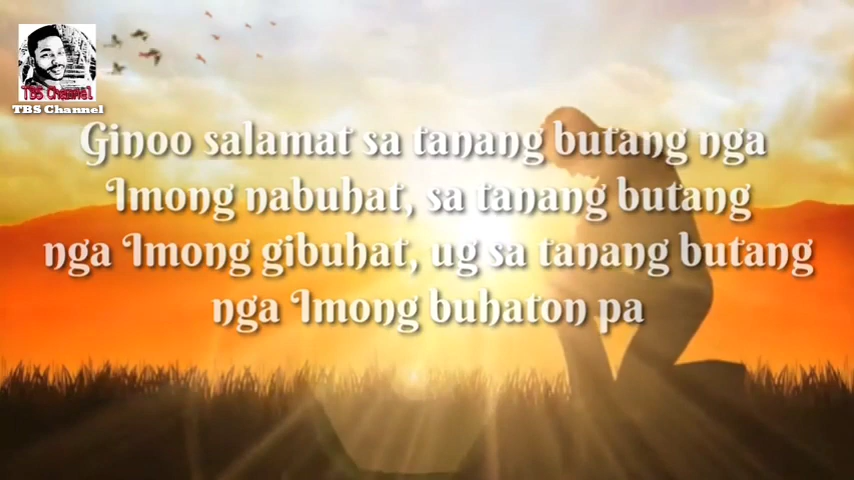 TBS Channel
TBS Channel
Ginoo salamat sa tanang butang nga
Imong nabuhat, sa tanang butang
nga Imong gibuhat, ug sa tanang butang
nga Imong buhaton pa